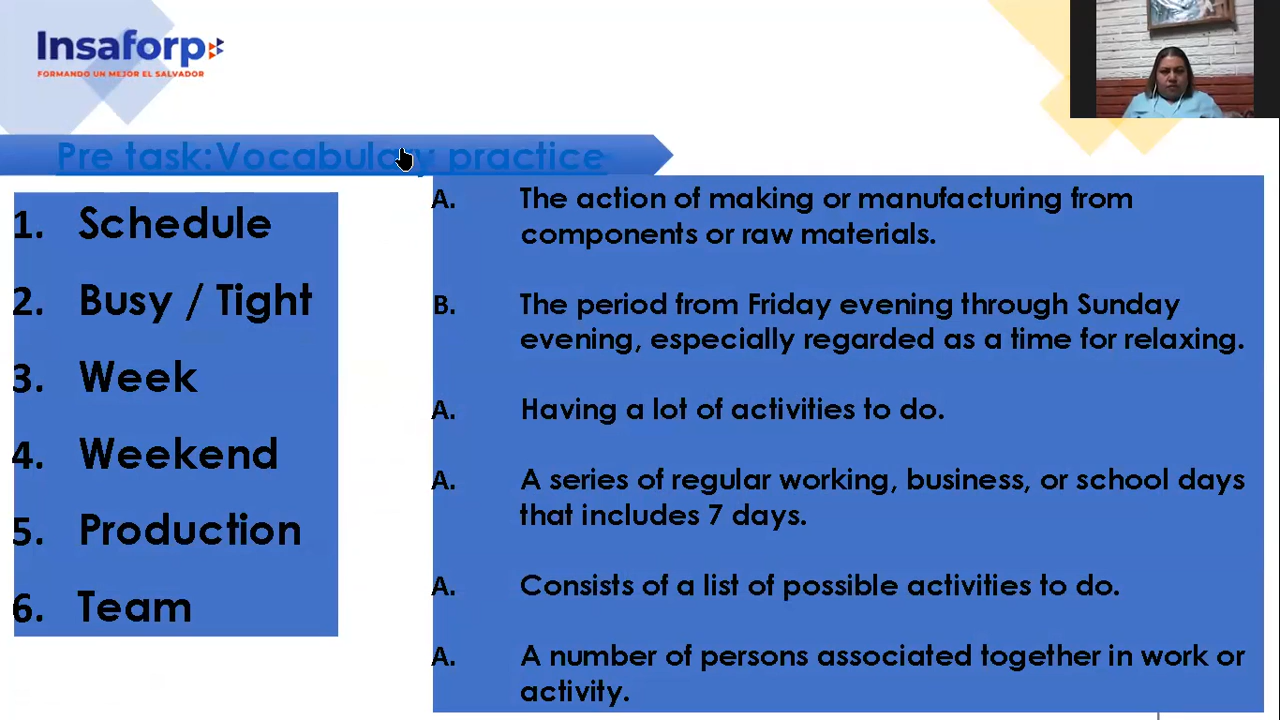 Insaforp
FORMANDO UN MEJOR EL SALVADOR
Pre task:Vocabulary practice
1. Schedule
2. Busy / Tight
3. Week
4. Weekend
5. Production
6. Team
A. The action of making or manufacturing from
components or raw materials.
B. The period from Friday evening through Sunday
evening, especially regarded as a time for relaxing.
A. Having a lot of activities to do.
A. A series of regular working, business, or school days
that includes 7 days.
A. Consists of a list of possible activities to do.
A. A number of persons associated together in work or
activity.